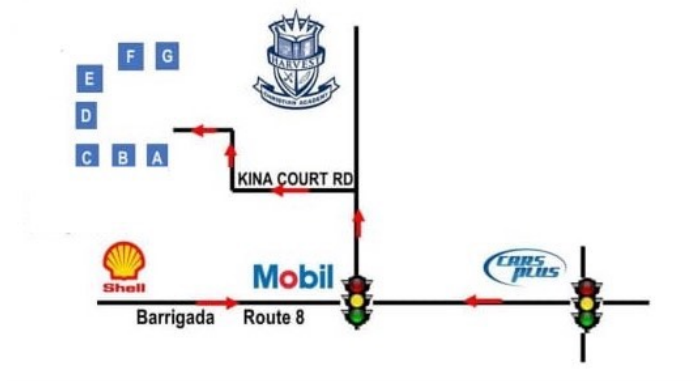 F G
HARVEST
CHRISTIAN ACADEMY
E
D
C B A
KINA COURT RD
Shell
Mobil
CARS
PLUS
Barrigada Route 8